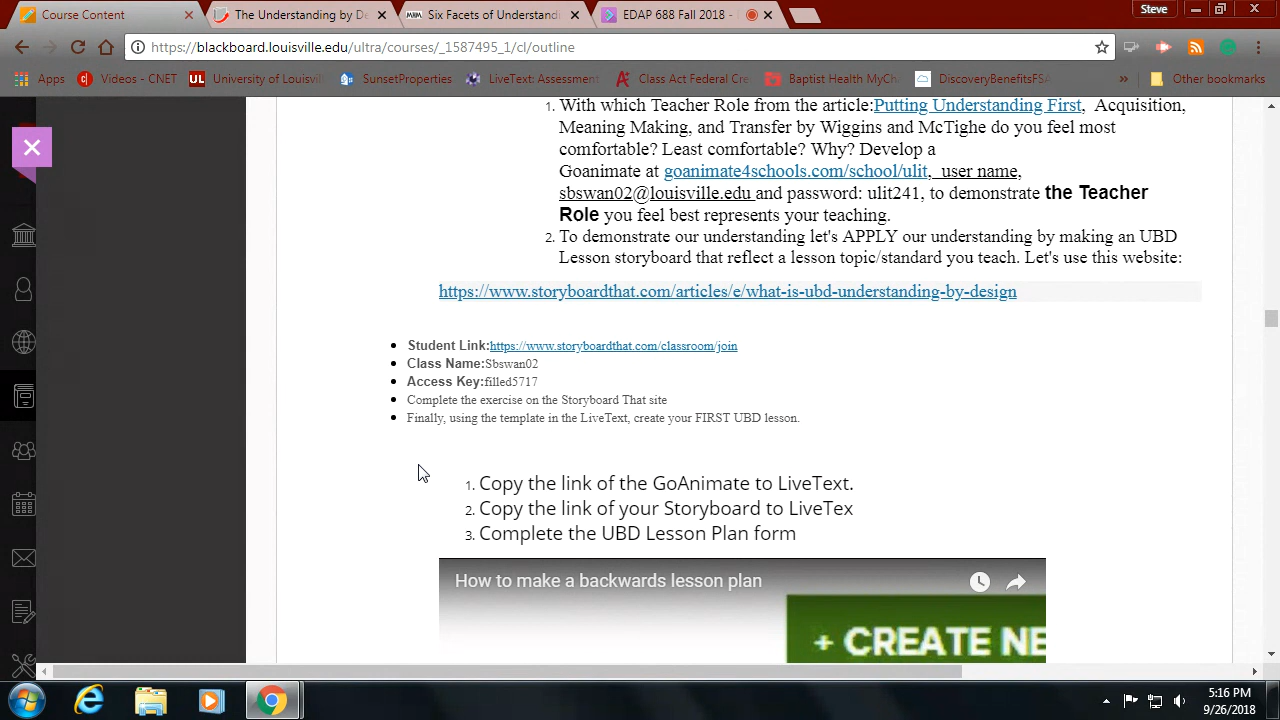 Course Content
The Understanding by De
Six Facets of Understandi
EDAP 688 Fall 2018 -
Steve
https://blackboard.louisville.edu/ultra/courses/_1587495_1/cl/outline
Apps
Videos - CNET
University of Louisvill
SunsetProperties
LiveText: Assessment
Class Act Federal Cre
Baptist Health MyCh
DiscoveryBenefitsFSA
»
Other bookmarks
1. With which Teacher Role from the article:Putting Understanding First, Acquisition,
Meaning Making, and Transfer by Wiggins and McTighe do you feel most
comfortable? Least comfortable? Why? Develop a
Goanimate at goanimate4schools.com/school/ulit, user name,
sbswan02@louisville.edu and password: ulit241, to demonstrate the Teacher
Role you feel best represents your teaching.
2. To demonstrate our understanding let's APPLY our understanding by making an UBD
Lesson storyboard that reflect a lesson topic/standard you teach. Let's use this website:
https://www.storyboardthat.com/articles/e/what-is-ubd-understanding-by-design
• Student Link:https://www.storyboardthat.com/classroom/join
• Class Name:Sbswan02
• Access Key:filled5717
• Complete the exercise on the Storyboard That site
• Finally, using the template in the LiveText, create your FIRST UBD lesson.
1. Copy the link of the GoAnimate to LiveText.
2. Copy the link of your Storyboard to LiveTex
3. Complete the UBD Lesson Plan form
How to make a backwards lesson plan
+ CREATE NE
5:16 PM
9/26/2018